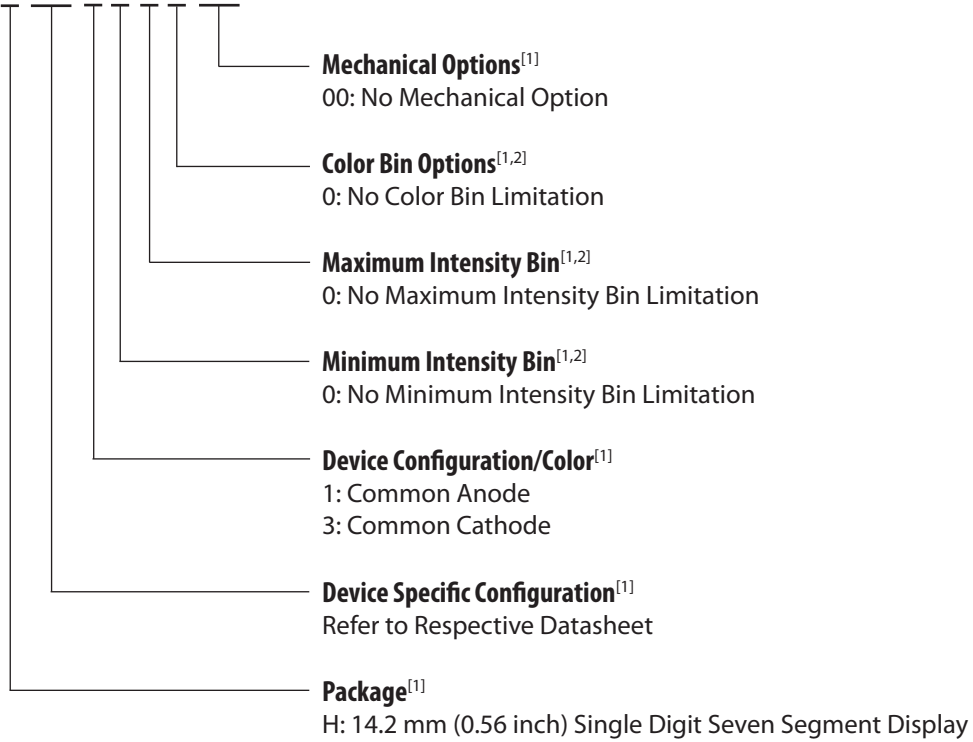 Mechanical Options[1]
00: No Mechanical Option
Color Bin Options[1,2]
0: No Color Bin Limitation
Maximum Intensity Bin[1,2]
0: No Maximum Intensity Bin Limitation
Minimum Intensity Bin[1,2]
0: No Minimum Intensity Bin Limitation
Device Configuration/Color[1]
1: Common Anode
3: Common Cathode
Device Specific Configuration[1]
Refer to Respective Datasheet
Package[1]
H: 14.2 mm (0.56 inch) Single Digit Seven Segment Display